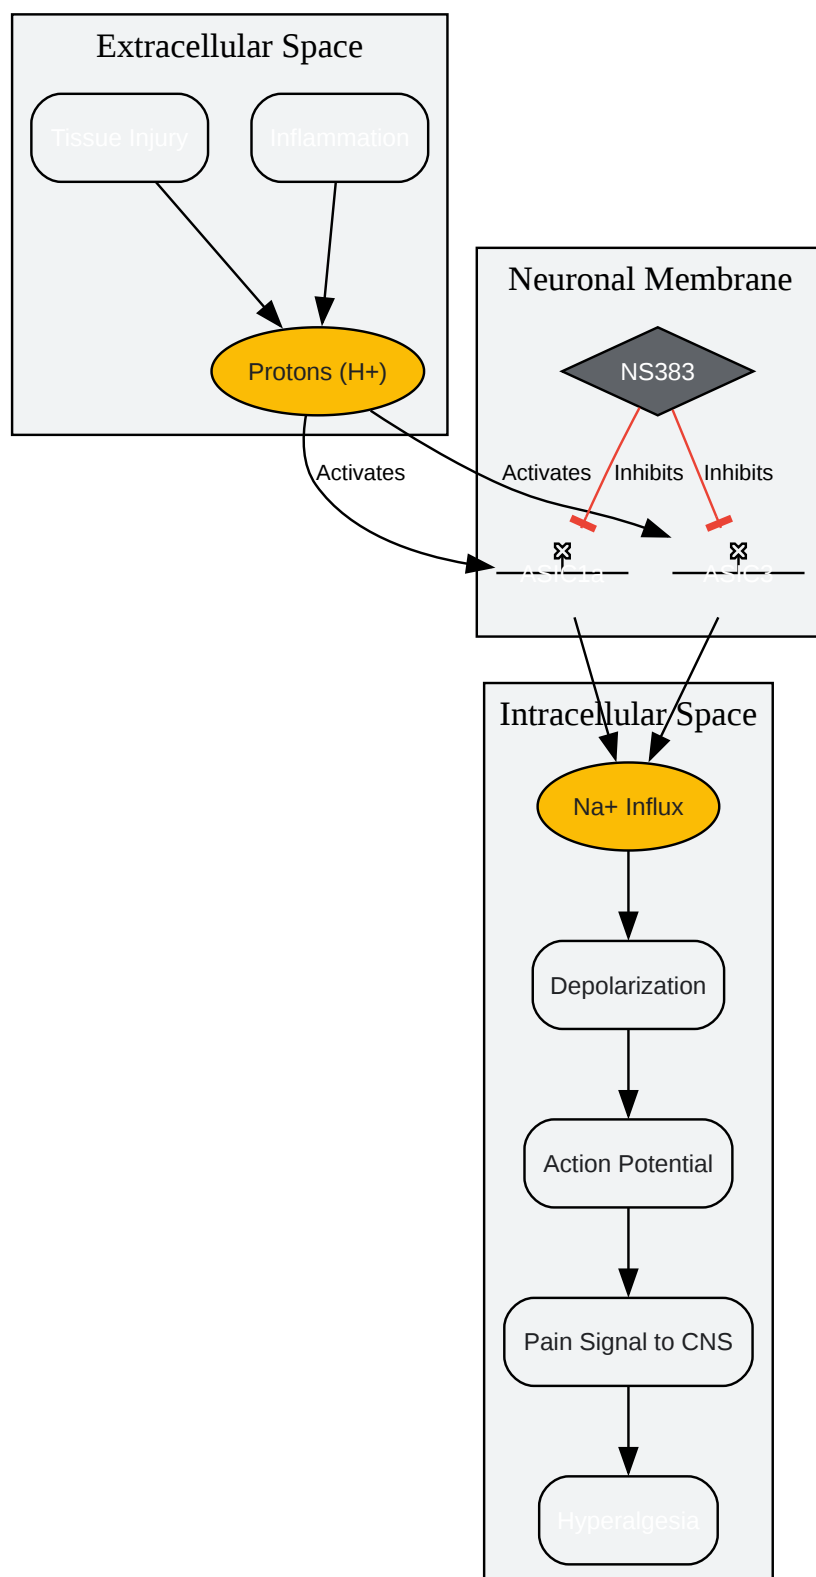 Extracellular Space
Tissue Injury
Inflammation
Protons (H+)
Neuronal Membrane
NS383
Activates
Activates
Inhibits
Inhibits
ASIC1a
ASIC3
Intracellular Space
Na+ Influx
Depolarization
Action Potential
Pain Signal to CNS
Hyperalgesia